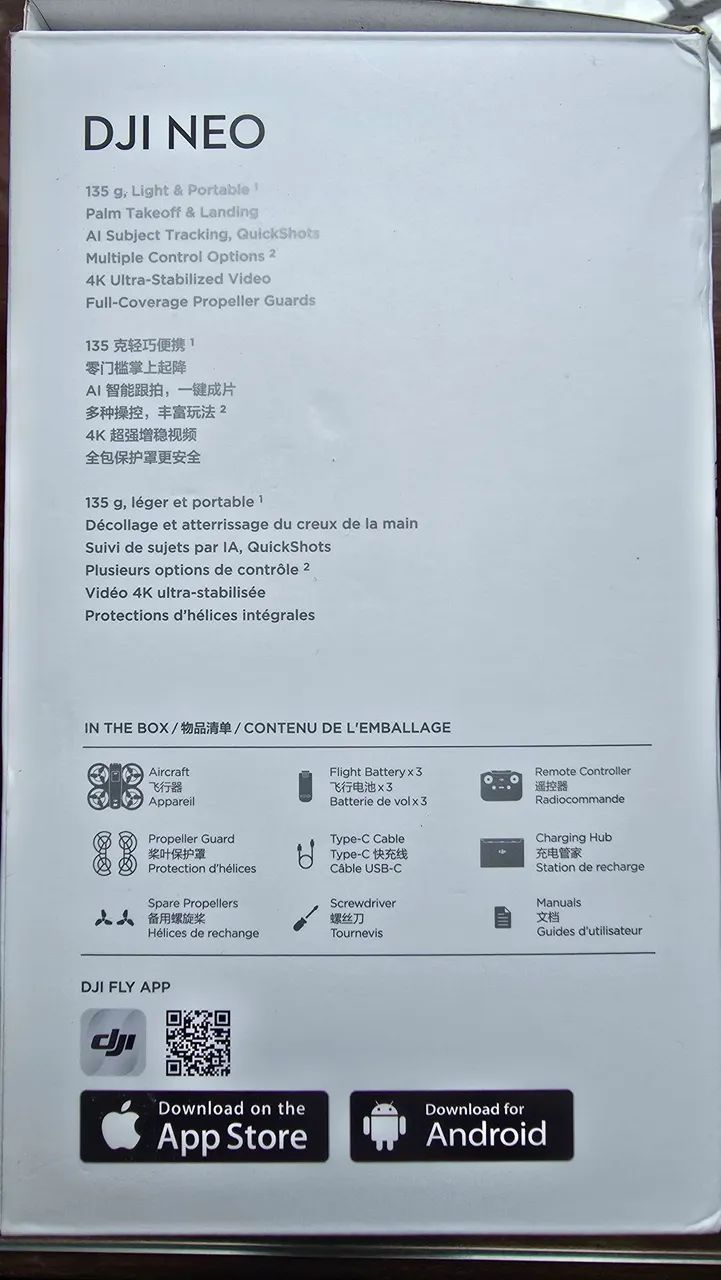 DJI NEO
135 g, Light & Portable ¹
Palm Takeoff & Landing
AI Subject Tracking, QuickShots
Multiple Control Options ²
4K Ultra-Stabilized Video
Full-Coverage Propeller Guards
135 克轻巧便携 ¹
零门槛掌上起降
AI 智能跟拍，一键成片
多种操控，丰富玩法 ²
4K 超强增稳视频
全包保护罩更安全
135 g, léger et portable ¹
Décollage et atterrissage du creux de la main
Suivi de sujets par IA, QuickShots
Plusieurs options de contrôle ²
Vidéo 4K ultra-stabilisée
Protections d'hélices intégrales
IN THE BOX / 物品清单 / CONTENU DE L'EMBALLAGE
Aircraft
飞行器
Appareil
Flight Battery x 3
飞行电池 x 3
Batterie de vol x 3
Remote Controller
遥控器
Radiocommande
Propeller Guard
桨叶保护罩
Protection d'hélices
Type-C Cable
Type-C 快充线
Câble USB-C
Charging Hub
充电管家
Station de recharge
Spare Propellers
备用螺旋桨
Hélices de rechange
Screwdriver
螺丝刀
Tournevis
Manuals
文档
Guides d'utilisateur
DJI FLY APP
dji
Download on the
App Store
Download for
Android